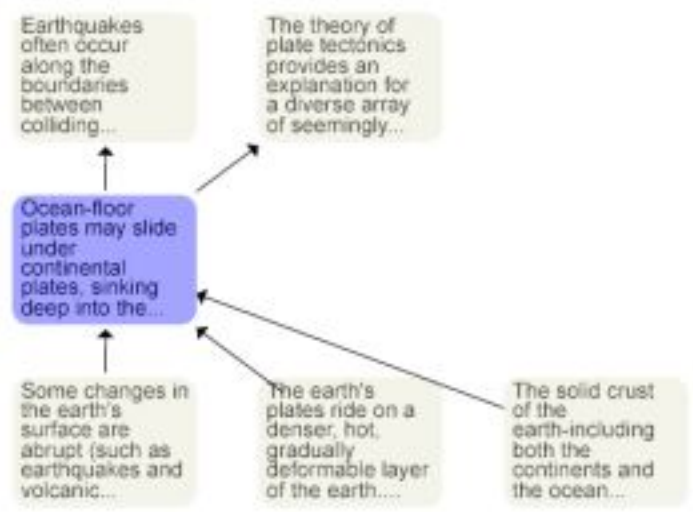 Earthquakes
often occur
along the
boundaries
between
colliding...
The theory of
plate tectonics
provides an
explanation for
a diverse array
of seemingly...
Ocean-floor
plates may slide
under
continental
plates, sinking
deep into the...
Some changes in
the earth's
surface are
abrupt (such as
earthquakes and
volcanic...
The earth's
plates ride on a
denser, hot,
gradually
deformable layer
of the earth....
The solid crust
of the
earth-including
both the
continents and
the ocean...